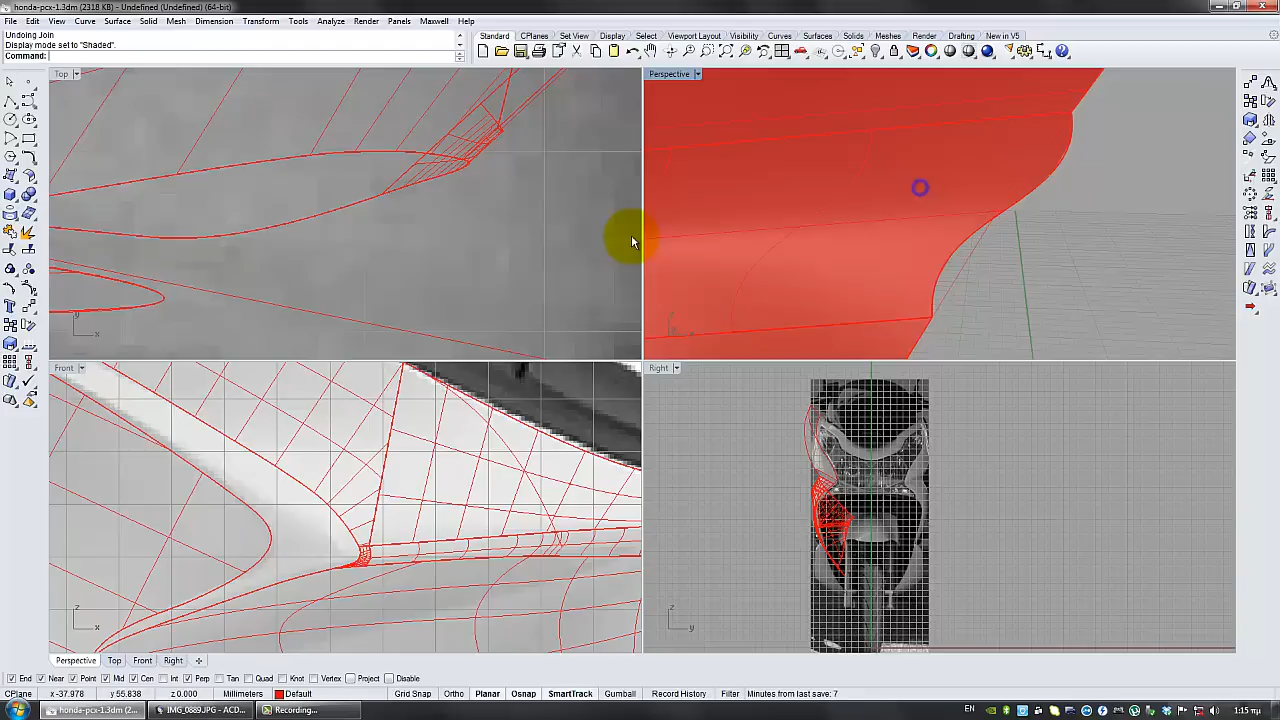 honda-pcx-1.3dm (2318 KB) - Undefined (Undefined) (64-bit)
File Edit View Curve Surface Solid Mesh Dimension Transform Tools Analyze Render Panels Maxwell Help
Undoing Join
Display mode set to "Shaded".
Command:
Standard CPlanes Set View Display Select Viewport Layout Visibility Transform Curves Surfaces Solids Meshes Render Drafting New in V5
Top
Perspective
Front
Right
Perspective Top Front Right
End Near Point Mid Cen Int Perp Tan Quad Knot Vertex Project Disable
CPlane x -37.978 y 55.838 z 0.000 Millimeters Default Grid Snap Ortho Planar Osnap SmartTrack Gumball Record History Filter Minutes from last save: 7
honda-pcx-1.3dm (2... IMG_0889.JPG - ACD... Recording... EN 1:15 πμ